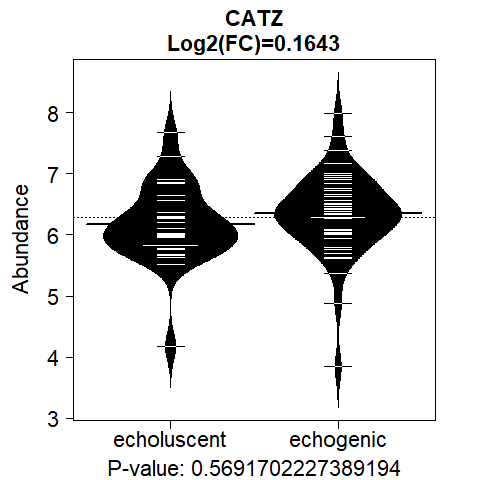 CATZ
Log2(FC)=0.1643
Abundance
8
7
6
5
4
3
echoluscent echogenic
P-value: 0.5691702227389194